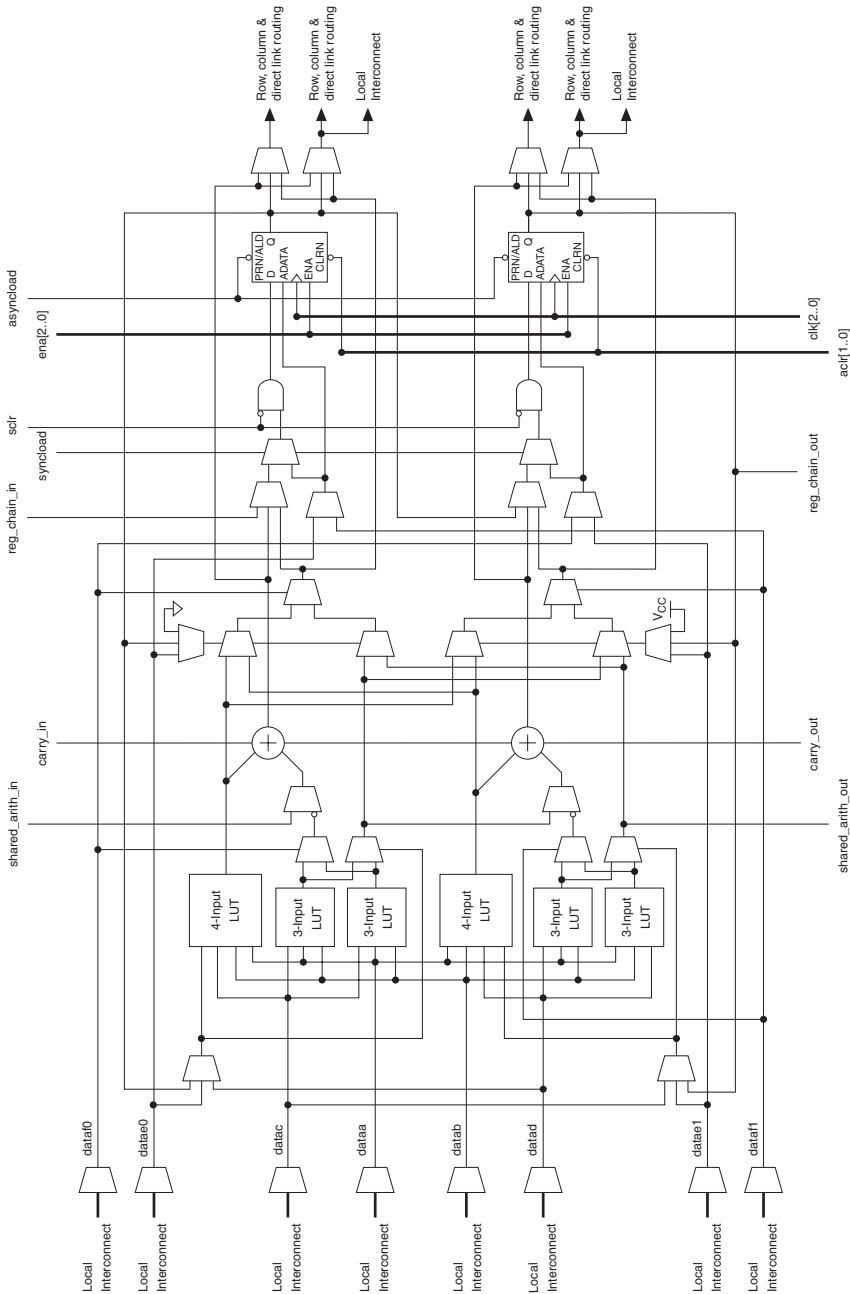 Row, column &
direct link routing
Row, column &
direct link routing
Local
Interconnect
Row, column &
direct link routing
Row, column &
direct link routing
Local
Interconnect
asyncload
ena[2..0]
sclr
syncload
reg_chain_in
carry_in
shared_arith_in
PRN/ALD
D Q
ADATA
ENA
CLRN
PRN/ALD
D Q
ADATA
ENA
CLRN
clk[2..0]
aclr[1..0]
reg_chain_out
VCC
+
+
carry_out
shared_arith_out
4-Input
LUT
3-Input
LUT
3-Input
LUT
4-Input
LUT
3-Input
LUT
3-Input
LUT
dataf0
datae0
datac
dataa
datab
datad
datae1
dataf1
Local
Interconnect
Local
Interconnect
Local
Interconnect
Local
Interconnect
Local
Interconnect
Local
Interconnect
Local
Interconnect
Local
Interconnect